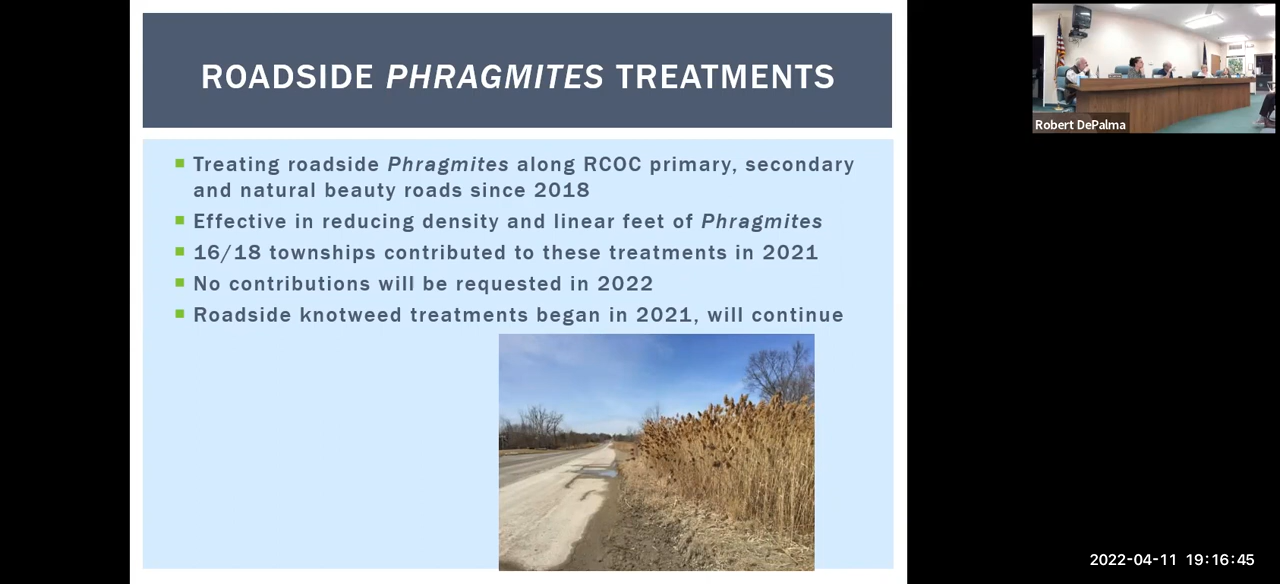 ROADSIDE PHRAGMITES TREATMENTS
Treating roadside Phragmites along RCOC primary, secondary
and natural beauty roads since 2018
Effective in reducing density and linear feet of Phragmites
16/18 townships contributed to these treatments in 2021
No contributions will be requested in 2022
Roadside knotweed treatments began in 2021, will continue
Robert DePalma
2022-04-11 19:16:45